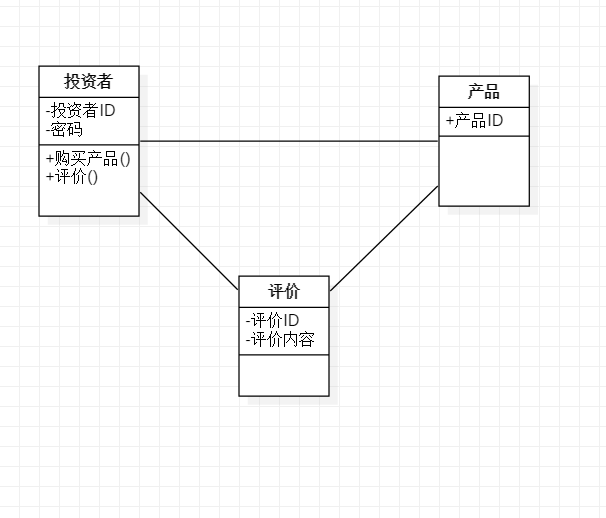 投资者
-投资者ID
-密码
+购买产品()
+评价()
产品
+产品ID
评价
-评价ID
-评价内容